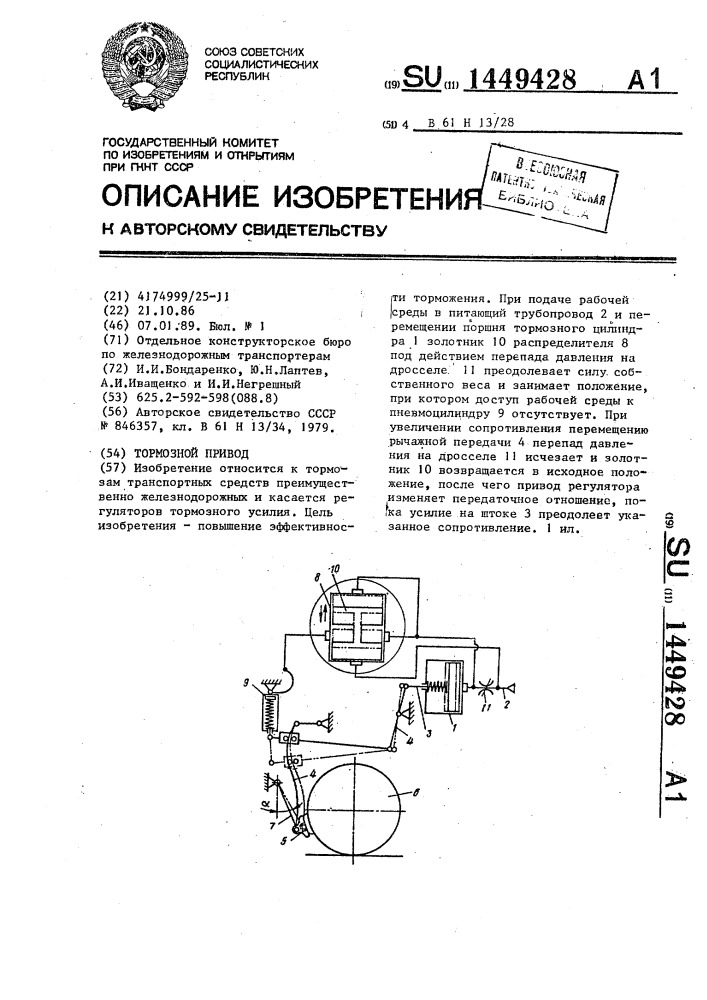 СОЮЗ СОВЕТСКИХ
СОЦИАЛИСТИЧЕСКИХ
РЕСПУБЛИК
(19) SU (11) 1449428 A1
(51) 4 B 61 H 13/28
ГОСУДАРСТВЕННЫЙ КОМИТЕТ
ПО ИЗОБРЕТЕНИЯМ И ОТКРЫТИЯМ
ПРИ ГКНТ СССР
ОПИСАНИЕ ИЗОБРЕТЕНИЯ
К АВТОРСКОМУ СВИДЕТЕЛЬСТВУ
(21) 4174999/25-11
(22) 21.10.86
(46) 07.01.89. Бюл. № 1
(71) Отдельное конструкторское бюро
по железнодорожным транспортерам
(72) И.И.Бондаренко, Ю.Н.Лаптев,
А.И.Иващенко и И.И.Негрешный
(53) 625.2-592-598(088.8)
(56) Авторское свидетельство СССР
№ 846357, кл. B 61 H 13/34, 1979.
(54) ТОРМОЗНОЙ ПРИВОД
(57) Изобретение относится к тормо-
зам транспортных средств преимущест-
венно железнодорожных и касается ре-
гуляторов тормозного усилия. Цель
изобретения - повышение эффективнос-
ти торможения. При подаче рабочей
среды в питающий трубопровод 2 и пе-
ремещении поршня тормозного цилинд-
ра 1 золотник 10 распределителя 8
под действием перепада давления на
дросселе 11 преодолевает силу соб-
ственного веса и занимает положение,
при котором доступ рабочей среды к
пневмоцилиндру 9 отсутствует. При
увеличении сопротивления перемещению
рычажной передачи 4 перепад давле-
ния на дросселе 11 исчезает и золот-
ник 10 возвращается в исходное поло-
жение, после чего привод регулятора
изменяет передаточное отношение, по-
ка усилие на штоке 3 преодолеет ука-
занное сопротивление. 1 ил.
8
10
9
4
3
1
11
2
4
6
7
5
(19) SU (11) 1449428 A1